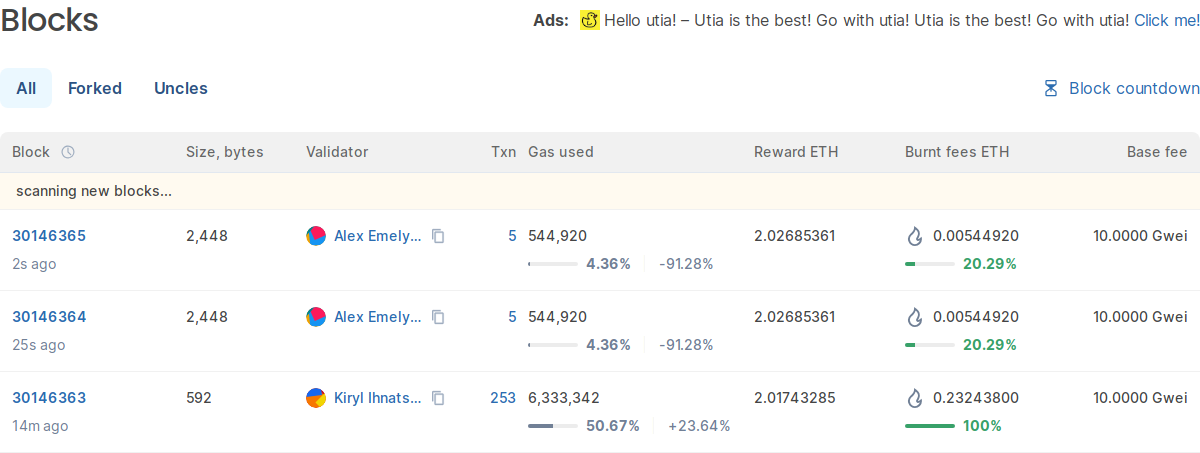 Blocks
Ads: Hello utia! – Utia is the best! Go with utia! Utia is the best! Go with utia! Click me!
All Forked Uncles Block countdown
Block Size, bytes Validator Txn Gas used Reward ETH Burnt fees ETH Base fee
scanning new blocks...
30146365 2,448 Alex Emely... 5 544,920 2.02685361 0.00544920 10.0000 Gwei
2s ago 4.36% -91.28% 20.29%
30146364 2,448 Alex Emely... 5 544,920 2.02685361 0.00544920 10.0000 Gwei
25s ago 4.36% -91.28% 20.29%
30146363 592 Kiryl Ihnats... 253 6,333,342 2.01743285 0.23243800 10.0000 Gwei
14m ago 50.67% +23.64% 100%